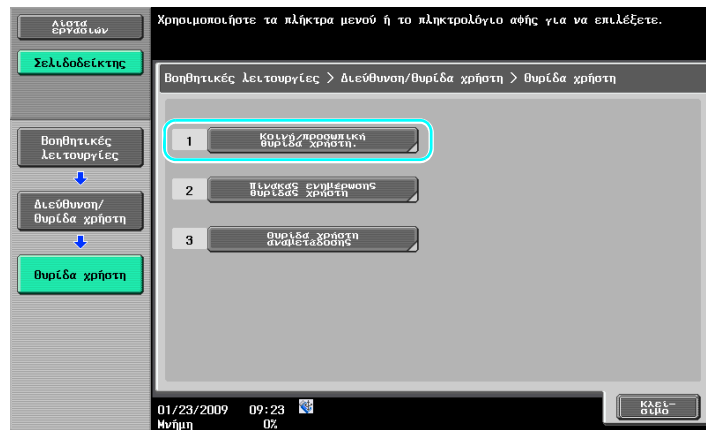 Λίστα
εργασιών
Χρησιμοποιήστε τα πλήκτρα μενού ή το πληκτρολόγιο αφής για να επιλέξετε.
Σελιδοδείκτης
Βοηθητικές λειτουργίες > Διεύθυνση/θυρίδα χρήστη > θυρίδα χρήστη
Βοηθητικές
λειτουργίες
Διεύθυνση/
θυρίδα χρήστη
θυρίδα χρήστη
1
Κοινή/προσωπική
θυρίδα χρήστη.
2
Πίνακας ενημέρωσης
θυρίδας χρήστη
3
θυρίδα χρήστη
αναμετάδοσης
01/23/2009 09:23
Μνήμη 0%
Κλεί-
σιμο